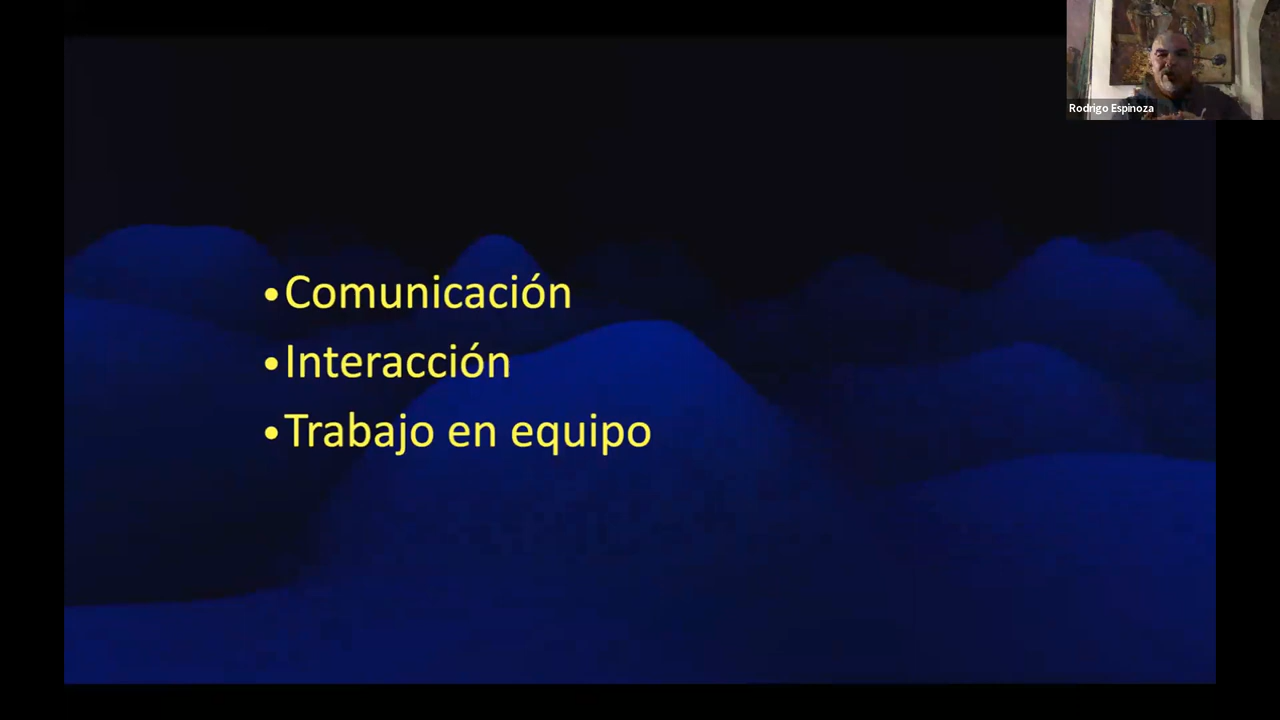 Rodrigo Espinoza
•Comunicación
•Interacción
•Trabajo en equipo